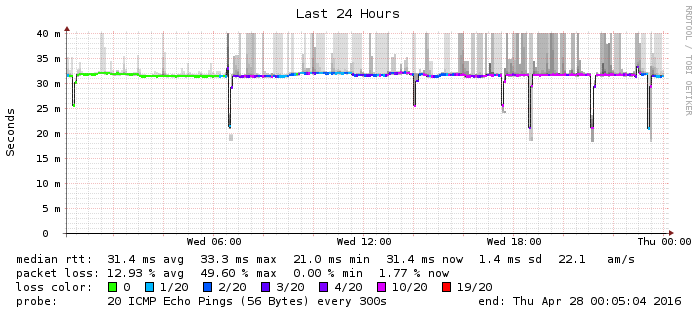 Last 24 Hours
RRDTOOL / TOBI OETIKER
Seconds
40 m
35 m
30 m
25 m
20 m
15 m
10 m
5 m
0
Wed 06:00 Wed 12:00 Wed 18:00 Thu 00:00
median rtt: 31.4 ms avg 33.3 ms max 21.0 ms min 31.4 ms now 1.4 ms sd 22.1 am/s
packet loss: 12.93 % avg 49.60 % max 0.00 % min 1.77 % now
loss color: 0 1/20 2/20 3/20 4/20 10/20 19/20
probe: 20 ICMP Echo Pings (56 Bytes) every 300s end: Thu Apr 28 00:05:04 2016